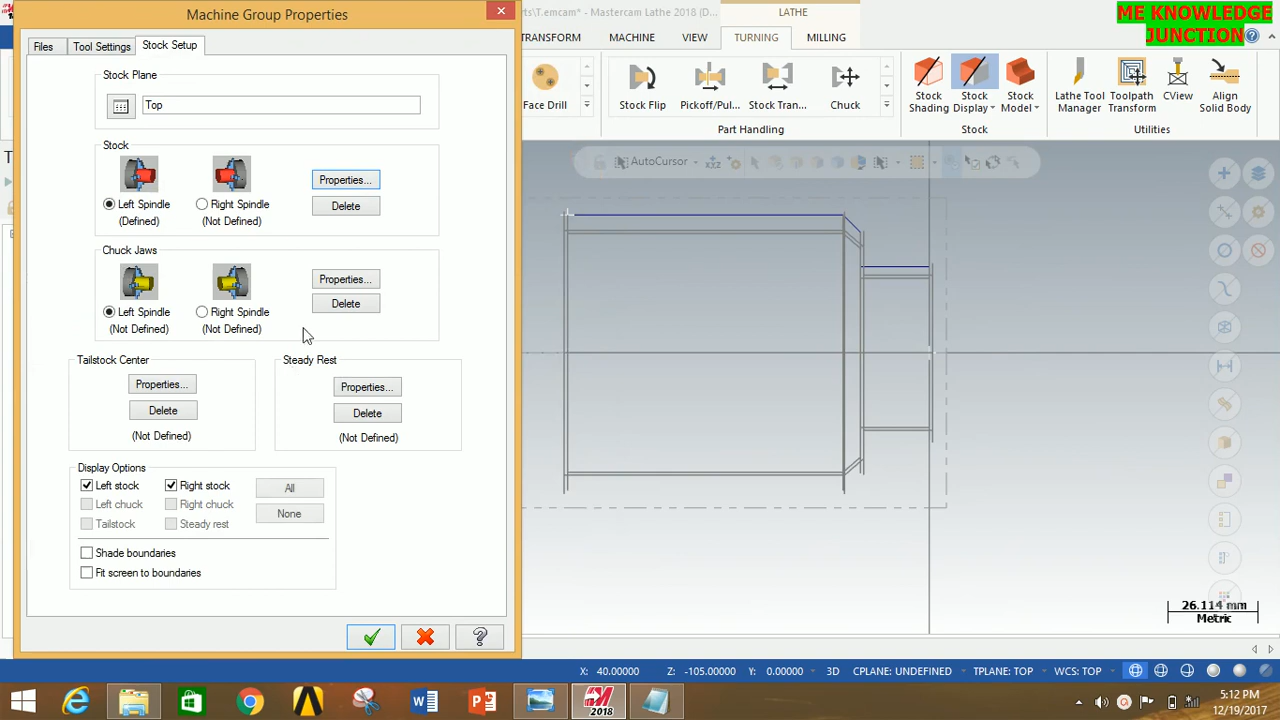 Machine Group Properties
rts\T.emcam* - Mastercam Lathe 2018 (D...
LATHE
ME KNOWLEDGE
JUNCTION
TRANSFORM
MACHINE
VIEW
TURNING
MILLING
Files
Tool Settings
Stock Setup
Face Drill
Stock Flip
Pickoff/Pul...
Stock Tran...
Chuck
Part Handling
Stock
Shading
Stock
Display
Stock
Model
Stock
Lathe Tool
Manager
Toolpath
Transform
CView
Align
Solid Body
Utilities
Stock Plane
Top
AutoCursor
Stock
Left Spindle
(Defined)
Right Spindle
(Not Defined)
Properties...
Delete
Chuck Jaws
Left Spindle
(Not Defined)
Right Spindle
(Not Defined)
Properties...
Delete
Tailstock Center
Properties...
Delete
(Not Defined)
Steady Rest
Properties...
Delete
(Not Defined)
Display Options
Left stock
Right stock
All
Left chuck
Right chuck
None
Tailstock
Steady rest
Shade boundaries
Fit screen to boundaries
26.114 mm
Metric
X: 40.00000
Z: -105.00000
Y: 0.00000
3D
CPLANE: UNDEFINED
TPLANE: TOP
WCS: TOP
2018
5:12 PM
12/19/2017